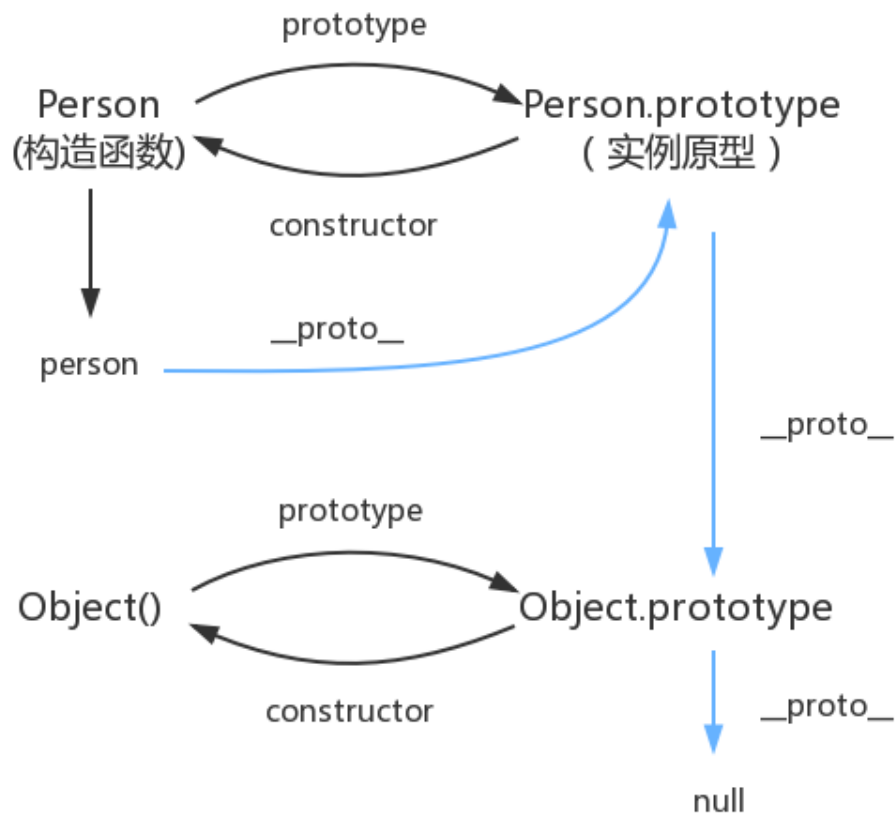 prototype
Person
(构造函数)
Person.prototype
( 实例原型 )
constructor
__proto__
person
__proto__
prototype
Object()
Object.prototype
constructor
__proto__
null